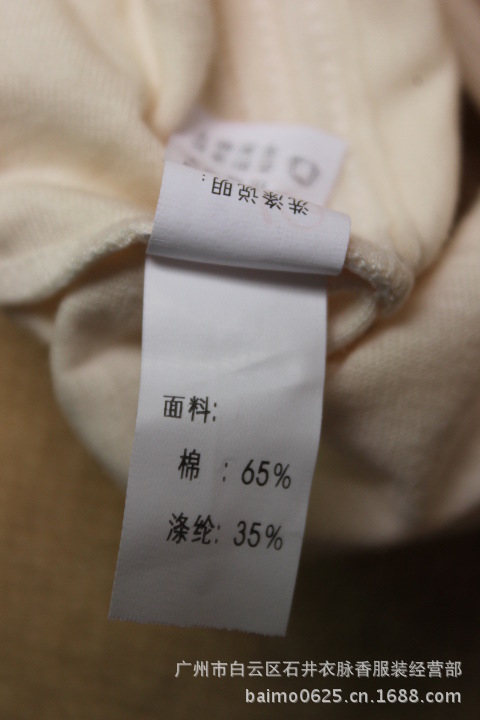 洗涤说明:
面料:
棉 : 65%
涤纶: 35%
广州市白云区石井衣脉香服装经营部
baimo0625.cn.1688.com